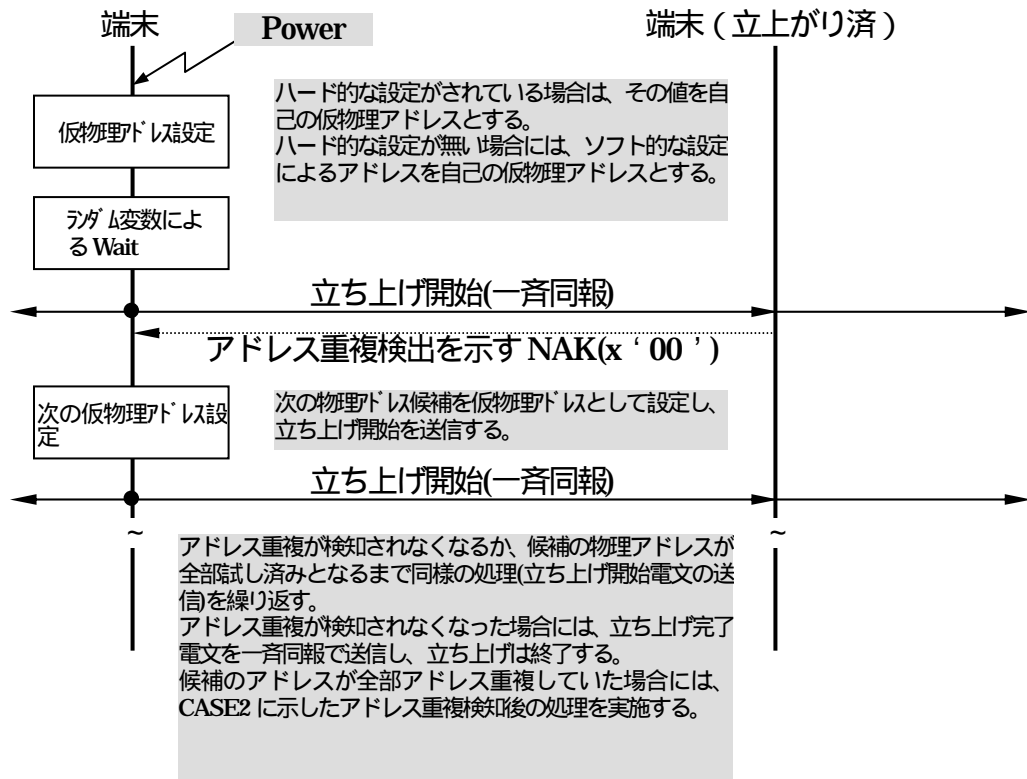 端末
Power
端末（立上がり済）
ハード的な設定がされている場合は、その値を自
己の仮物理アドレスとする。
ハード的な設定が無い場合には、ソフト的な設定
によるアドレスを自己の仮物理アドレスとする。
仮物理ｱﾄﾞﾚｽ設定
ﾗﾝﾀﾞﾑ変数によ
る Wait
立ち上げ開始(一斉同報)
アドレス重複検出を示す NAK(x‘00’)
次の仮物理ｱﾄﾞﾚｽ設
定
次の物理ｱﾄﾞﾚｽ候補を仮物理ｱﾄﾞﾚｽとして設定し、
立ち上げ開始を送信する。
立ち上げ開始(一斉同報)
~
~
アドレス重複が検知されなくなるか、候補の物理アドレスが
全部試し済みとなるまで同様の処理(立ち上げ開始電文の送
信)を繰り返す。
アドレス重複が検知されなくなった場合には、立ち上げ完了
電文を一斉同報で送信し、立ち上げは終了する。
候補のアドレスが全部アドレス重複していた場合には、
CASE2 に示したアドレス重複検知後の処理を実施する。